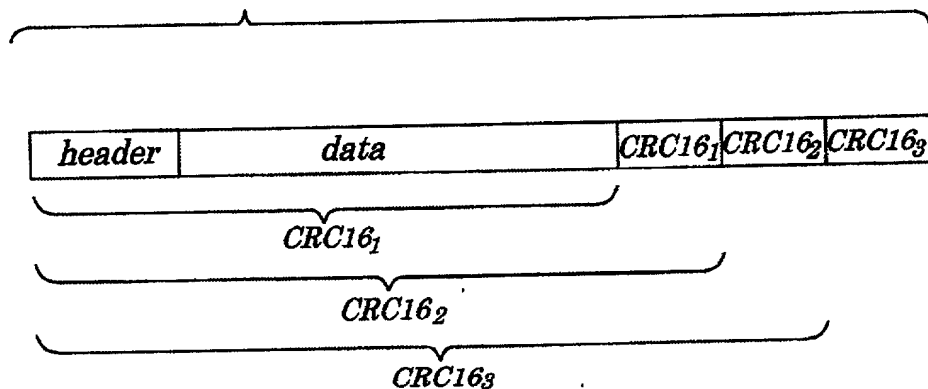 header data CRC16₁ CRC16₂ CRC16₃
CRC16₁
CRC16₂
CRC16₃